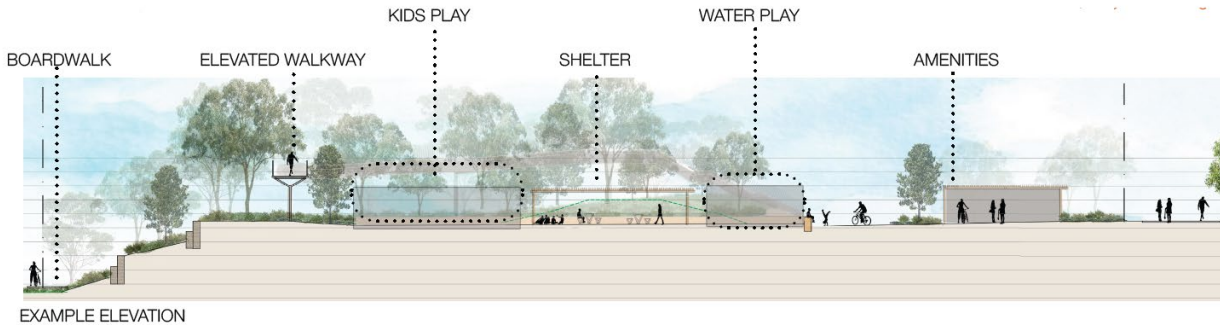 KIDS PLAY
WATER PLAY
BOARDWALK
ELEVATED WALKWAY
SHELTER
AMENITIES
EXAMPLE ELEVATION